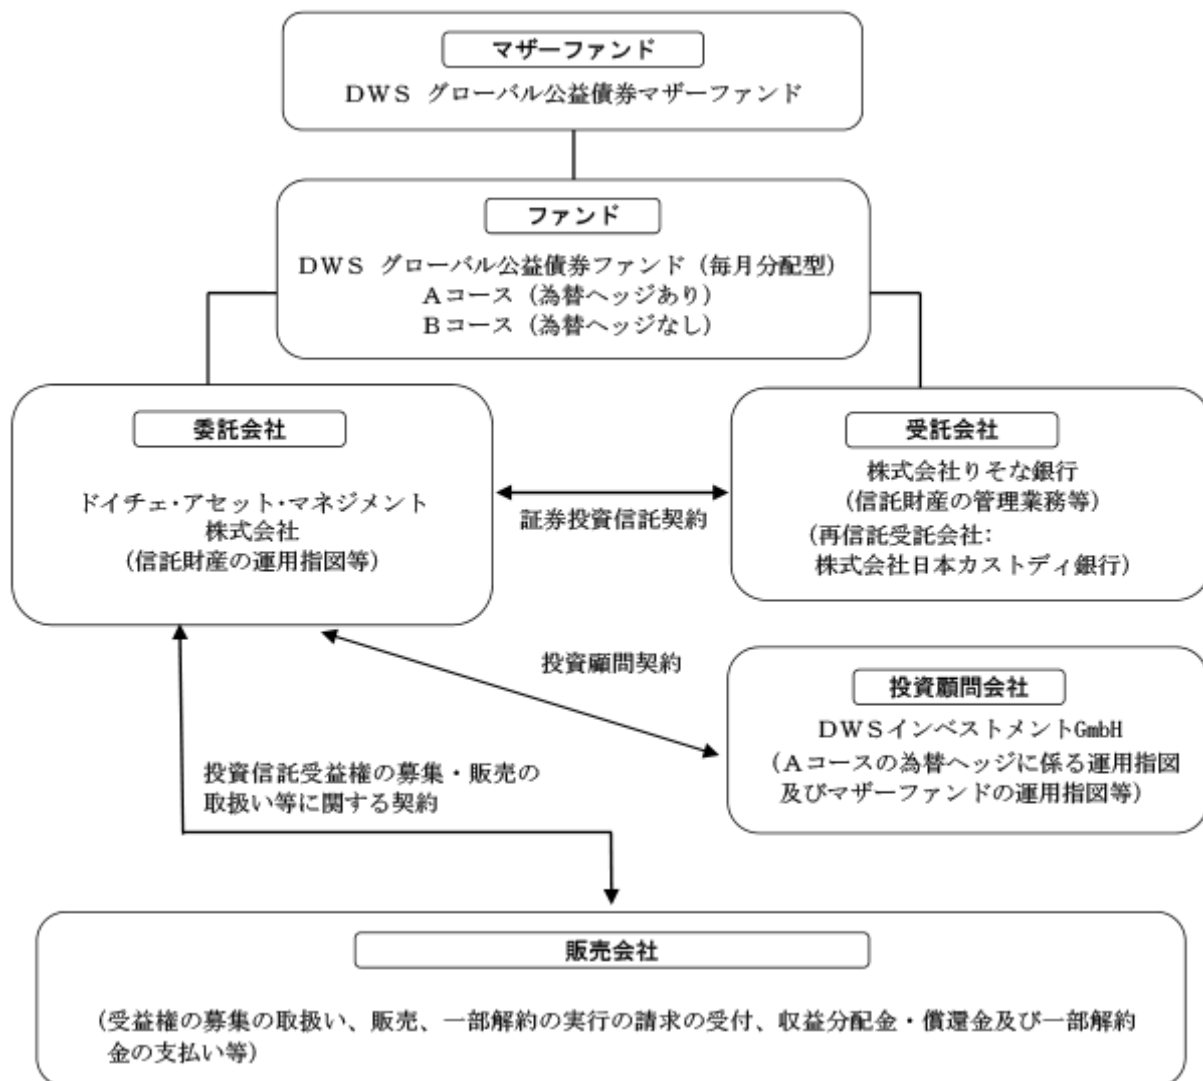 マザーファンド
ＤＷＳ グローバル公益債券マザーファンド
ファンド
ＤＷＳ グローバル公益債券ファンド（毎月分配型）
Ａコース（為替ヘッジあり）
Ｂコース（為替ヘッジなし）
委託会社
ドイチェ・アセット・マネジメント
株式会社
（信託財産の運用指図等）
証券投資信託契約
受託会社
株式会社りそな銀行
（信託財産の管理業務等）
（再信託受託会社：
株式会社日本カストディ銀行）
投資顧問契約
投資顧問会社
ＤＷＳインベストメントGmbH
（Ａコースの為替ヘッジに係る運用指図
及びマザーファンドの運用指図等）
投資信託受益権の募集・販売の
取扱い等に関する契約
販売会社
（受益権の募集の取扱い、販売、一部解約の実行の請求の受付、収益分配金・償還金及び一部解約
金の支払い等）